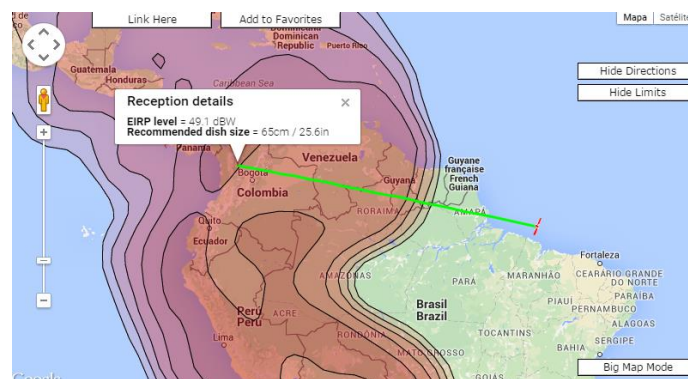 Link Here
Add to Favorites
Mapa
Satélite
Dominican
Republic
Puerto Rico
Guatemala
Honduras
Caribbean Sea
Hide Directions
Hide Limits
Reception details
×
EIRP level = 49.1 dBW
Recommended dish size = 65cm / 25.6in
Panama
Venezuela
Bogotá
Colombia
Guyana
Guyane
française
French
Guiana
RORAIMA
AMAPÁ
Quito
Ecuador
Fortaleza
AMAZONAS
PARÁ
MARANHÃO
CEARÁ
RIO GRANDE
DO NORTE
PARAÍBA
PIAUÍ
PERNAMBUCO
ALAGOAS
SERGIPE
Perú
Peru
ACRE
Brasil
Brazil
TOCANTINS
BAHIA
Lima
RONDÔNIA
MATO GROSSO
GOIÁS
Big Map Mode
Google